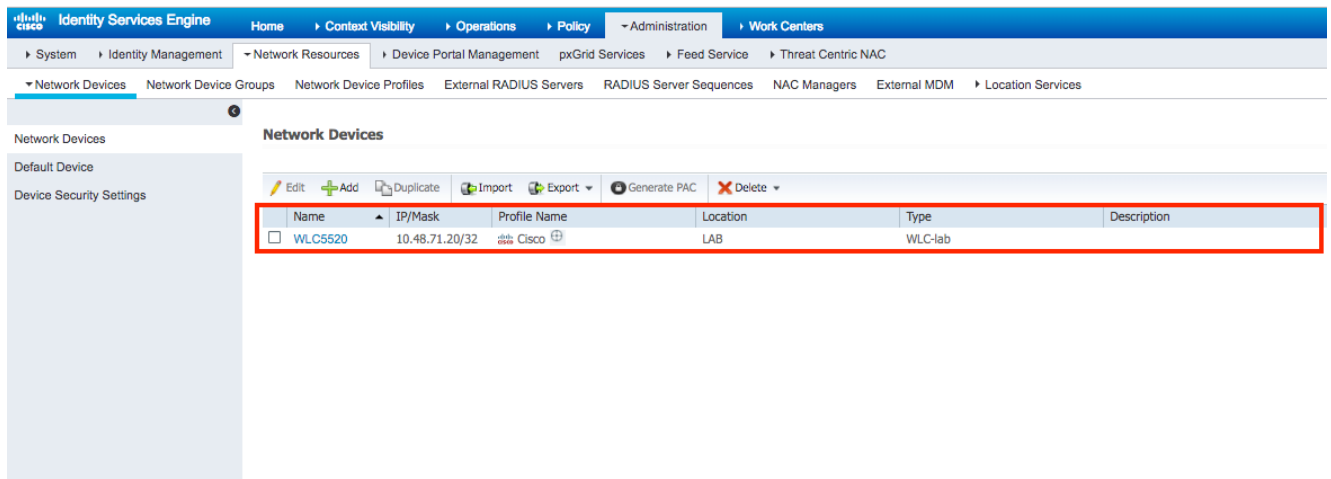 cisco Identity Services Engine Home Context Visibility Operations Policy Administration Work Centers
System Identity Management Network Resources Device Portal Management pxGrid Services Feed Service Threat Centric NAC
Network Devices Network Device Groups Network Device Profiles External RADIUS Servers RADIUS Server Sequences NAC Managers External MDM Location Services
Network Devices
Default Device
Device Security Settings
Network Devices
Edit Add Duplicate Import Export Generate PAC Delete
Name IP/Mask Profile Name Location Type Description
WLC5520 10.48.71.20/32 cisco Cisco LAB WLC-lab